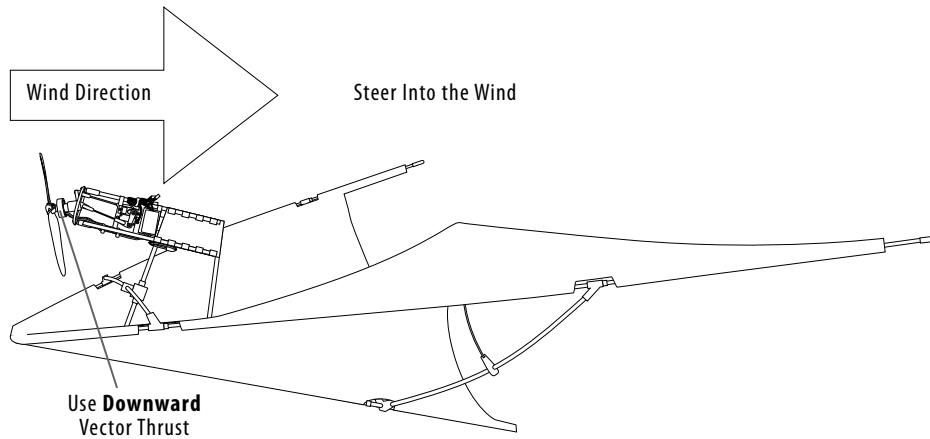 Wind Direction
Steer Into the Wind
Use Downward
Vector Thrust